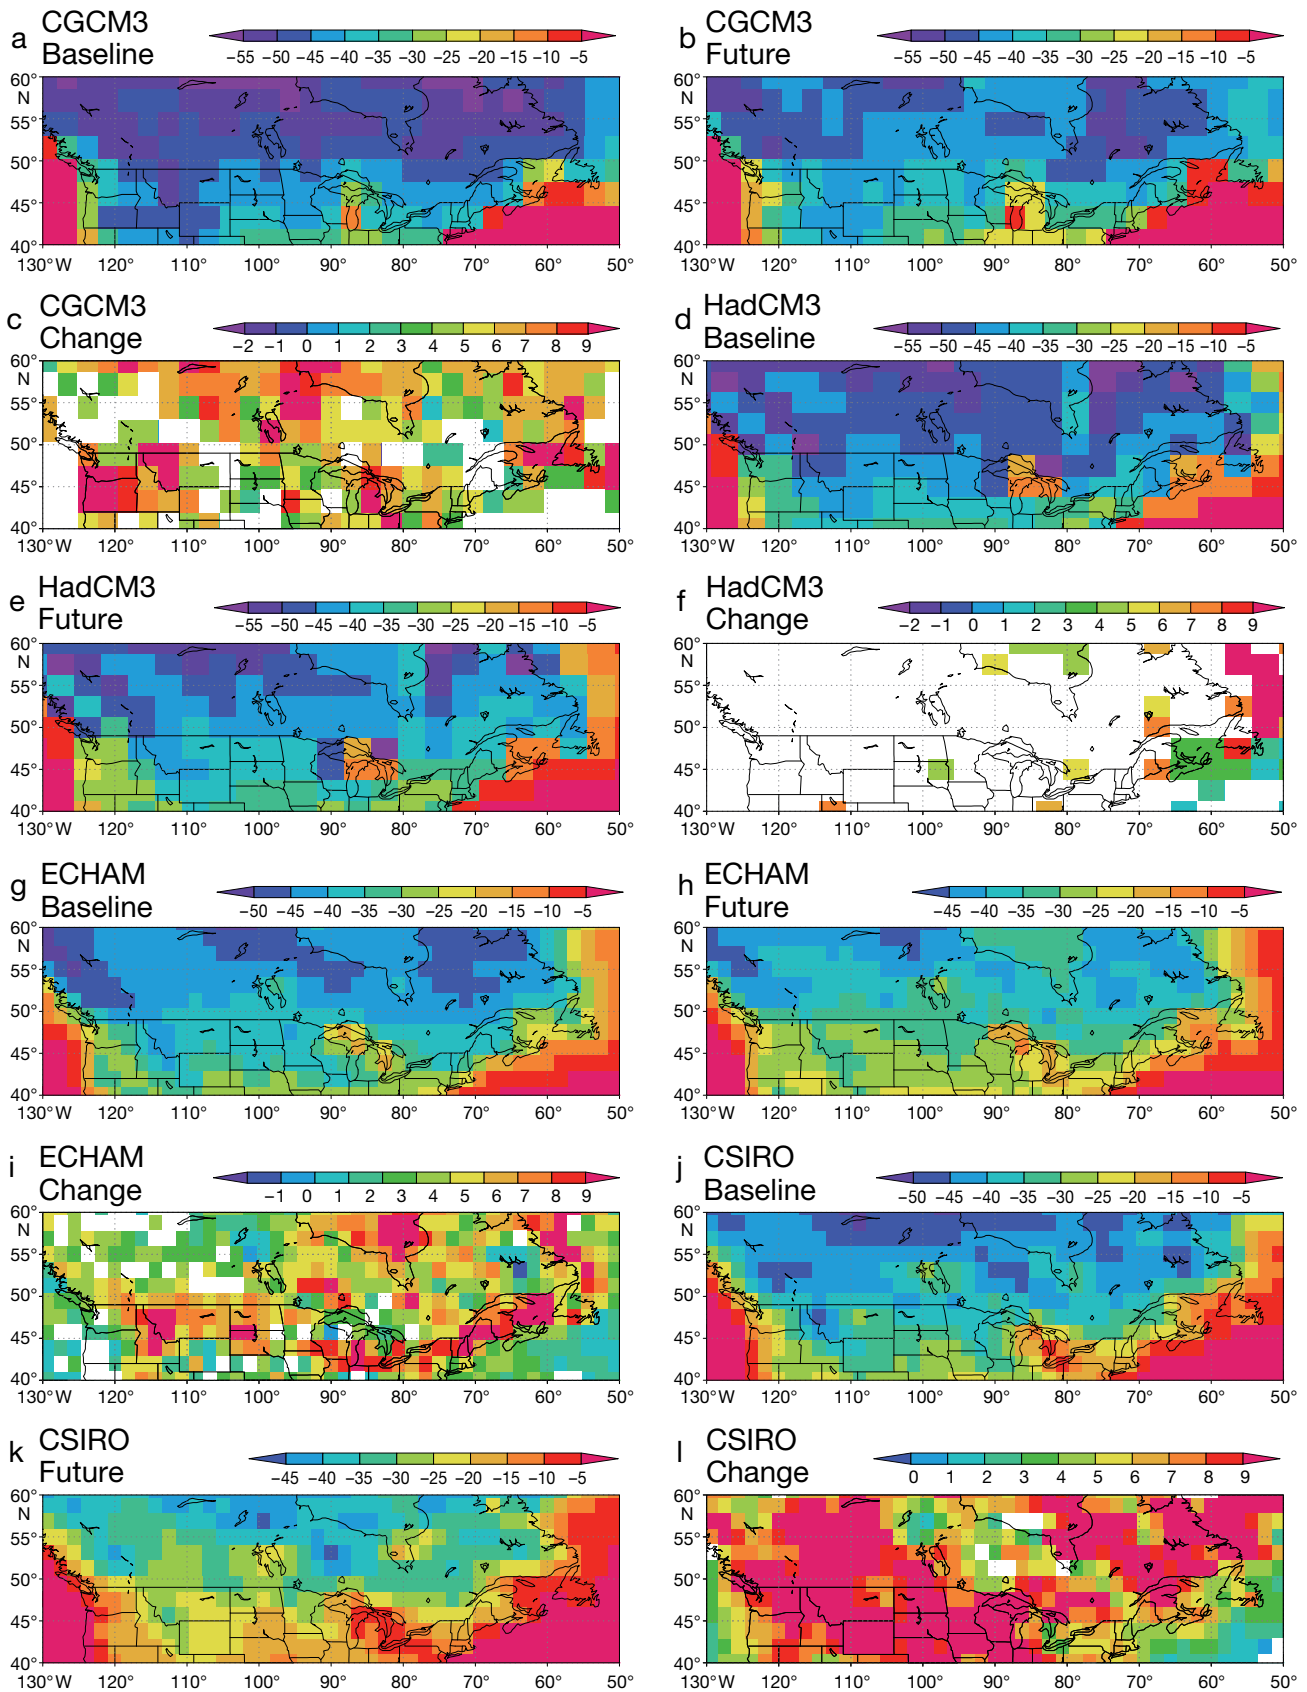 a CGCM3
Baseline
−55 −50 −45 −40 −35 −30 −25 −20 −15 −10 −5
60°
N
55°
50°
45°
40°
130°W 120° 110° 100° 90° 80° 70° 60° 50°
b CGCM3
Future
−55 −50 −45 −40 −35 −30 −25 −20 −15 −10 −5
60°
N
55°
50°
45°
40°
130°W 120° 110° 100° 90° 80° 70° 60° 50°
c CGCM3
Change
−2 −1 0 1 2 3 4 5 6 7 8 9
60°
N
55°
50°
45°
40°
130°W 120° 110° 100° 90° 80° 70° 60° 50°
d HadCM3
Baseline
−55 −50 −45 −40 −35 −30 −25 −20 −15 −10 −5
60°
N
55°
50°
45°
40°
130°W 120° 110° 100° 90° 80° 70° 60° 50°
e HadCM3
Future
−55 −50 −45 −40 −35 −30 −25 −20 −15 −10 −5
60°
N
55°
50°
45°
40°
130°W 120° 110° 100° 90° 80° 70° 60° 50°
f HadCM3
Change
−2 −1 0 1 2 3 4 5 6 7 8 9
60°
N
55°
50°
45°
40°
130°W 120° 110° 100° 90° 80° 70° 60° 50°
g ECHAM
Baseline
−50 −45 −40 −35 −30 −25 −20 −15 −10 −5
60°
N
55°
50°
45°
40°
130°W 120° 110° 100° 90° 80° 70° 60° 50°
h ECHAM
Future
−45 −40 −35 −30 −25 −20 −15 −10 −5
60°
N
55°
50°
45°
40°
130°W 120° 110° 100° 90° 80° 70° 60° 50°
i ECHAM
Change
−1 0 1 2 3 4 5 6 7 8 9
60°
N
55°
50°
45°
40°
130°W 120° 110° 100° 90° 80° 70° 60° 50°
j CSIRO
Baseline
−50 −45 −40 −35 −30 −25 −20 −15 −10 −5
60°
N
55°
50°
45°
40°
130°W 120° 110° 100° 90° 80° 70° 60° 50°
k CSIRO
Future
−45 −40 −35 −30 −25 −20 −15 −10 −5
60°
N
55°
50°
45°
40°
130°W 120° 110° 100° 90° 80° 70° 60° 50°
l CSIRO
Change
0 1 2 3 4 5 6 7 8 9
60°
N
55°
50°
45°
40°
130°W 120° 110° 100° 90° 80° 70° 60° 50°